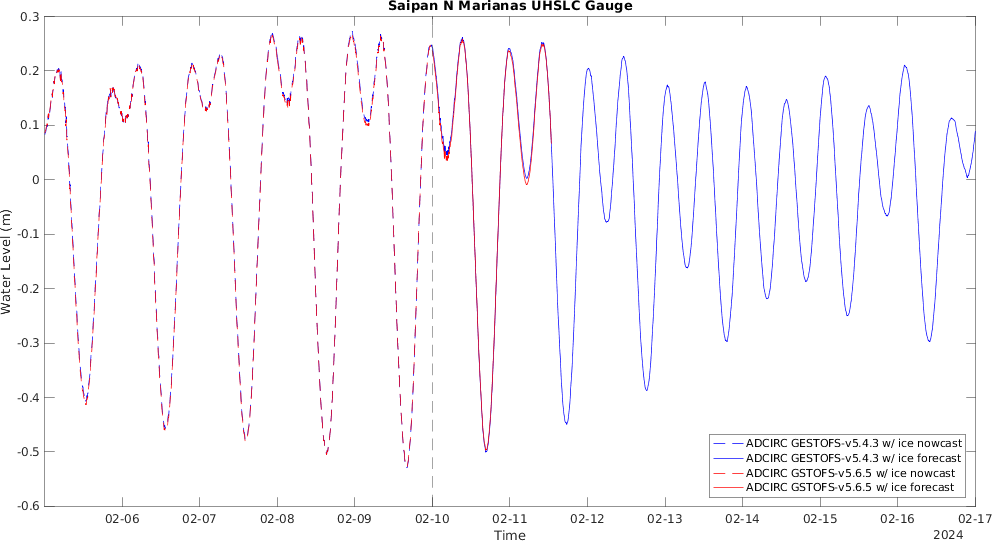 Saipan N Marianas UHSLC Gauge
Water Level (m)
0.3
0.2
0.1
0
-0.1
-0.2
-0.3
-0.4
-0.5
-0.6
ADCIRC GESTOFS-v5.4.3 w/ ice nowcast
ADCIRC GESTOFS-v5.4.3 w/ ice forecast
ADCIRC GSTOFS-v5.6.5 w/ ice nowcast
ADCIRC GSTOFS-v5.6.5 w/ ice forecast
02-06 02-07 02-08 02-09 02-10 02-11 02-12 02-13 02-14 02-15 02-16 02-17
Time
2024